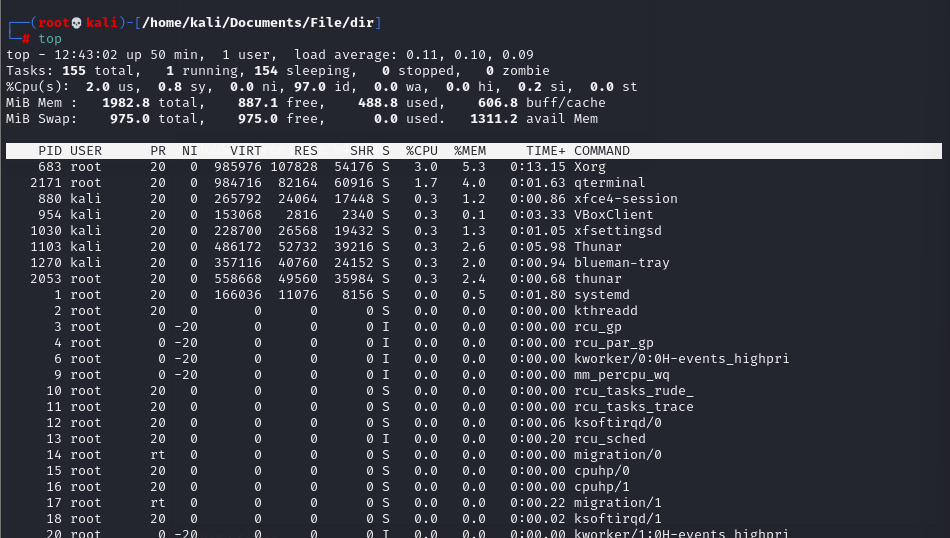 ┌──(root💀kali)-[/home/kali/Documents/File/dir]
└─# top
top - 12:43:02 up 50 min,  1 user,  load average: 0.11, 0.10, 0.09
Tasks: 155 total,   1 running, 154 sleeping,   0 stopped,   0 zombie
%Cpu(s):  2.0 us,  0.8 sy,  0.0 ni, 97.0 id,  0.0 wa,  0.0 hi,  0.2 si,  0.0 st
MiB Mem :   1982.8 total,    887.1 free,    488.8 used,    606.8 buff/cache
MiB Swap:    975.0 total,    975.0 free,      0.0 used.   1311.2 avail Mem
    PID USER      PR  NI    VIRT    RES    SHR S  %CPU  %MEM     TIME+ COMMAND
    683 root      20   0  985976 107828  54176 S   3.0   5.3   0:13.15 Xorg
   2171 root      20   0  984716  82164  60916 S   1.7   4.0   0:01.63 qterminal
    880 kali      20   0  265792  24064  17448 S   0.3   1.2   0:00.86 xfce4-session
    954 kali      20   0  153068   2816   2340 S   0.3   0.1   0:03.33 VBoxClient
   1030 kali      20   0  228700  26568  19432 S   0.3   1.3   0:01.05 xfsettingsd
   1103 kali      20   0  486172  52732  39216 S   0.3   2.6   0:05.98 Thunar
   1270 kali      20   0  357116  40760  24152 S   0.3   2.0   0:00.94 blueman-tray
   2053 root      20   0  558668  49560  35984 S   0.3   2.4   0:00.68 thunar
      1 root      20   0  166036  11076   8156 S   0.0   0.5   0:01.80 systemd
      2 root      20   0       0      0      0 S   0.0   0.0   0:00.00 kthreadd
      3 root       0 -20       0      0      0 I   0.0   0.0   0:00.00 rcu_gp
      4 root       0 -20       0      0      0 I   0.0   0.0   0:00.00 rcu_par_gp
      6 root       0 -20       0      0      0 I   0.0   0.0   0:00.00 kworker/0:0H-events_highpri
      9 root       0 -20       0      0      0 I   0.0   0.0   0:00.00 mm_percpu_wq
     10 root      20   0       0      0      0 S   0.0   0.0   0:00.00 rcu_tasks_rude_
     11 root      20   0       0      0      0 S   0.0   0.0   0:00.00 rcu_tasks_trace
     12 root      20   0       0      0      0 S   0.0   0.0   0:00.06 ksoftirqd/0
     13 root      20   0       0      0      0 I   0.0   0.0   0:00.20 rcu_sched
     14 root      rt   0       0      0      0 S   0.0   0.0   0:00.00 migration/0
     15 root      20   0       0      0      0 S   0.0   0.0   0:00.00 cpuhp/0
     16 root      20   0       0      0      0 S   0.0   0.0   0:00.00 cpuhp/1
     17 root      rt   0       0      0      0 S   0.0   0.0   0:00.22 migration/1
     18 root      20   0       0      0      0 S   0.0   0.0   0:00.02 ksoftirqd/1
     20 root       0 -20       0      0      0 I   0.0   0.0   0:00.00 kworker/1:0H-events_highpri